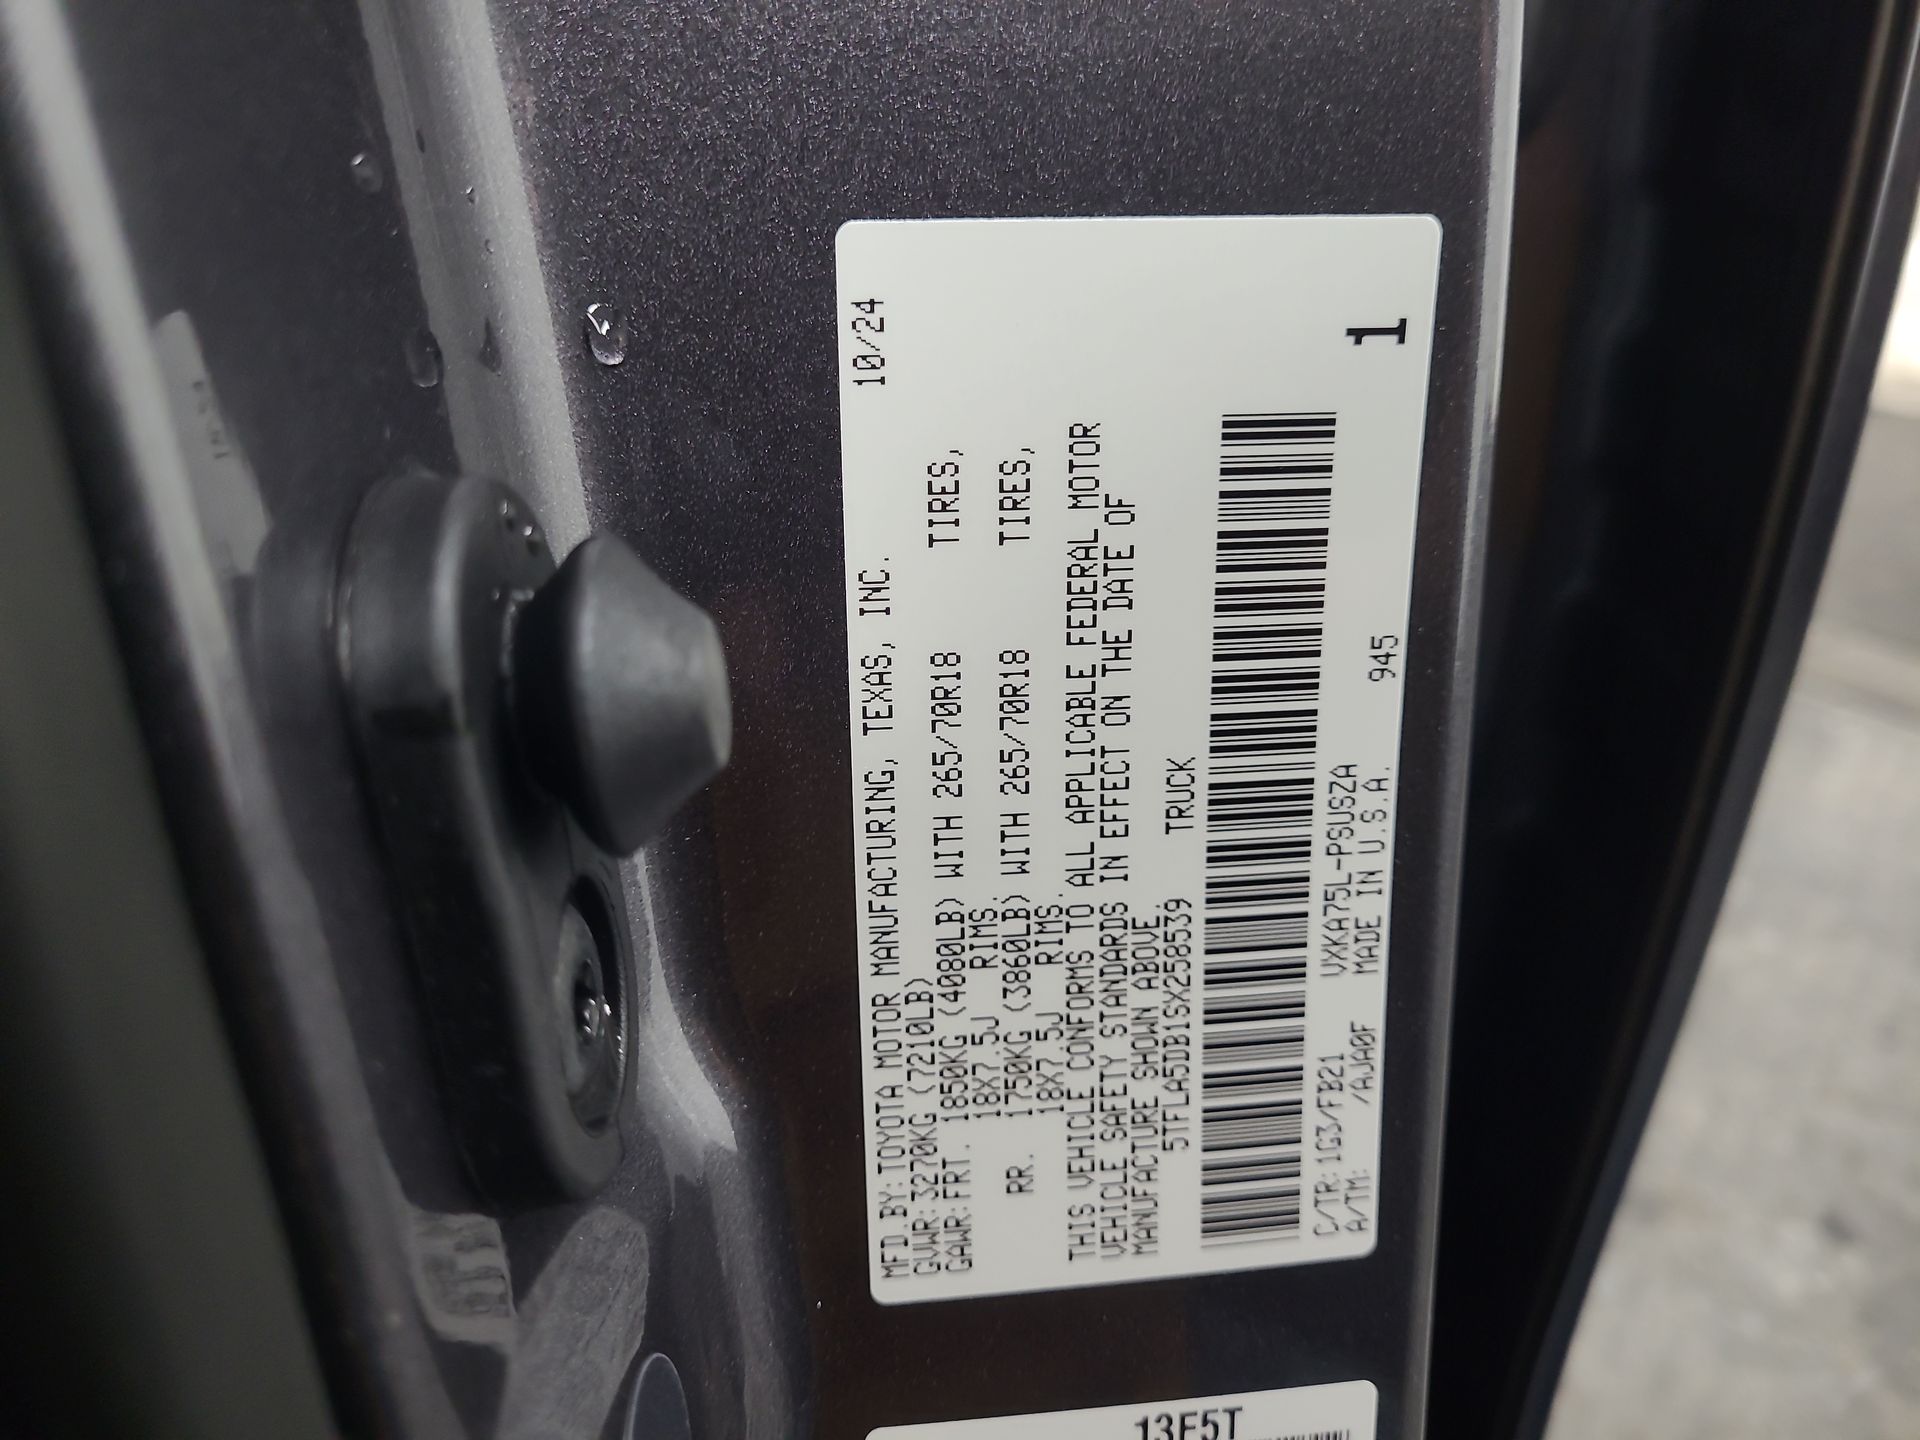 MFD.BY:TOYOTA MOTOR MANUFACTURING, TEXAS, INC. 10/24
GVWR:3270KG (7210LB)
GAWR:FRT. 1850KG (4080LB) WITH 265/70R18 TIRES,
18X7.5J RIMS.
RR. 1750KG (3860LB) WITH 265/70R18 TIRES,
18X7.5J RIMS.
THIS VEHICLE CONFORMS TO ALL APPLICABLE FEDERAL MOTOR
VEHICLE SAFETY STANDARDS IN EFFECT ON THE DATE OF
MANUFACTURE SHOWN ABOVE.
5TFLA5DB1SX258539 TRUCK
C/TR:1G3/FB21 VXKA75L-PSUSZA
A/TM: /AJA0F MADE IN U.S.A. 945
1
13F5T